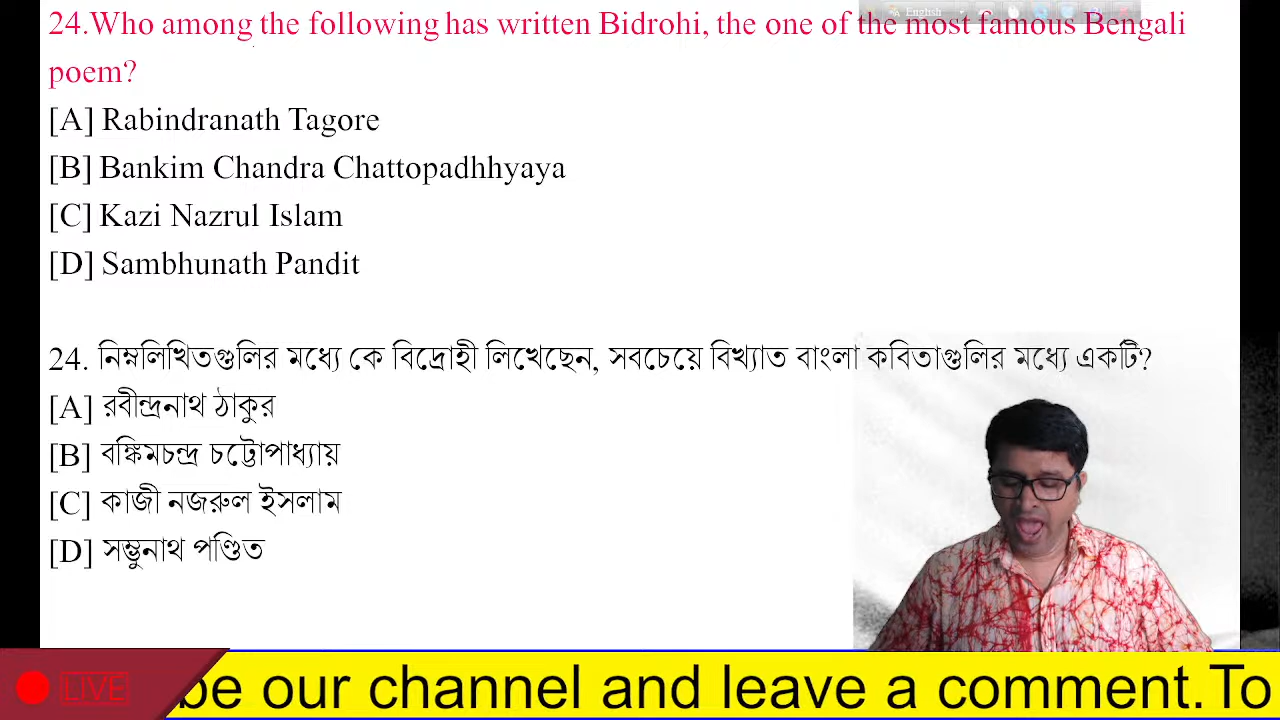 24.Who among the following has written Bidrohi, the one of the most famous Bengali
poem?
[A] Rabindranath Tagore
[B] Bankim Chandra Chattopadhhyaya
[C] Kazi Nazrul Islam
[D] Sambhunath Pandit
24. নিম্নলিখিতগুলির মধ্যে কে বিদ্রোহী লিখেছেন, সবচেয়ে বিখ্যাত বাংলা কবিতাগুলির মধ্যে একটি?
[A] রবীন্দ্রনাথ ঠাকুর
[B] বঙ্কিমচন্দ্র চট্টোপাধ্যায়
[C] কাজী নজরুল ইসলাম
[D] সম্ভুনাথ পণ্ডিত
English
LIVE
be our channel and leave a comment.To